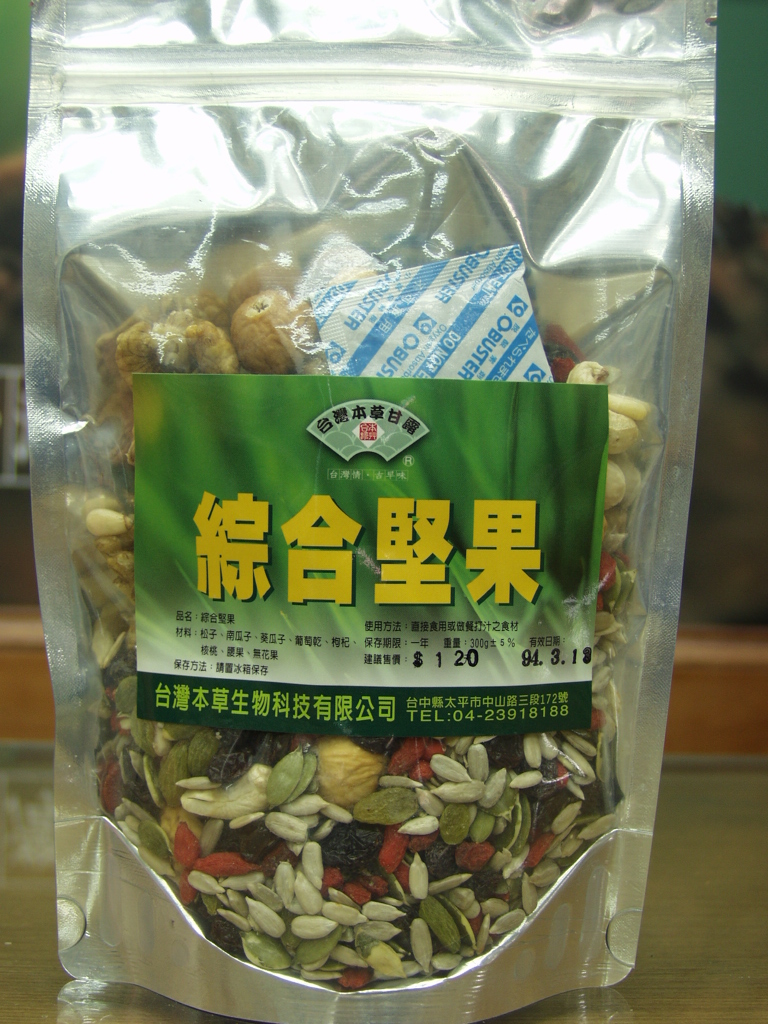 BUSTER
DO NOT
BUSTER
DO NOT E
BUSTER
台灣本草甘露
®
台灣情・古早味
綜合堅果
品名：綜合堅果
材料：松子、南瓜子、葵瓜子、葡萄乾、枸杞、
核桃、腰果、無花果
保存方法：請置冰箱保存
使用方法：直接食用或做餐打汁之食材
保存期限：一年 重量：300g±5% 有效日期：
建議售價：$120 94.3.13
台灣本草生物科技有限公司 台中縣太平市中山路三段172號
TEL:04-23918188